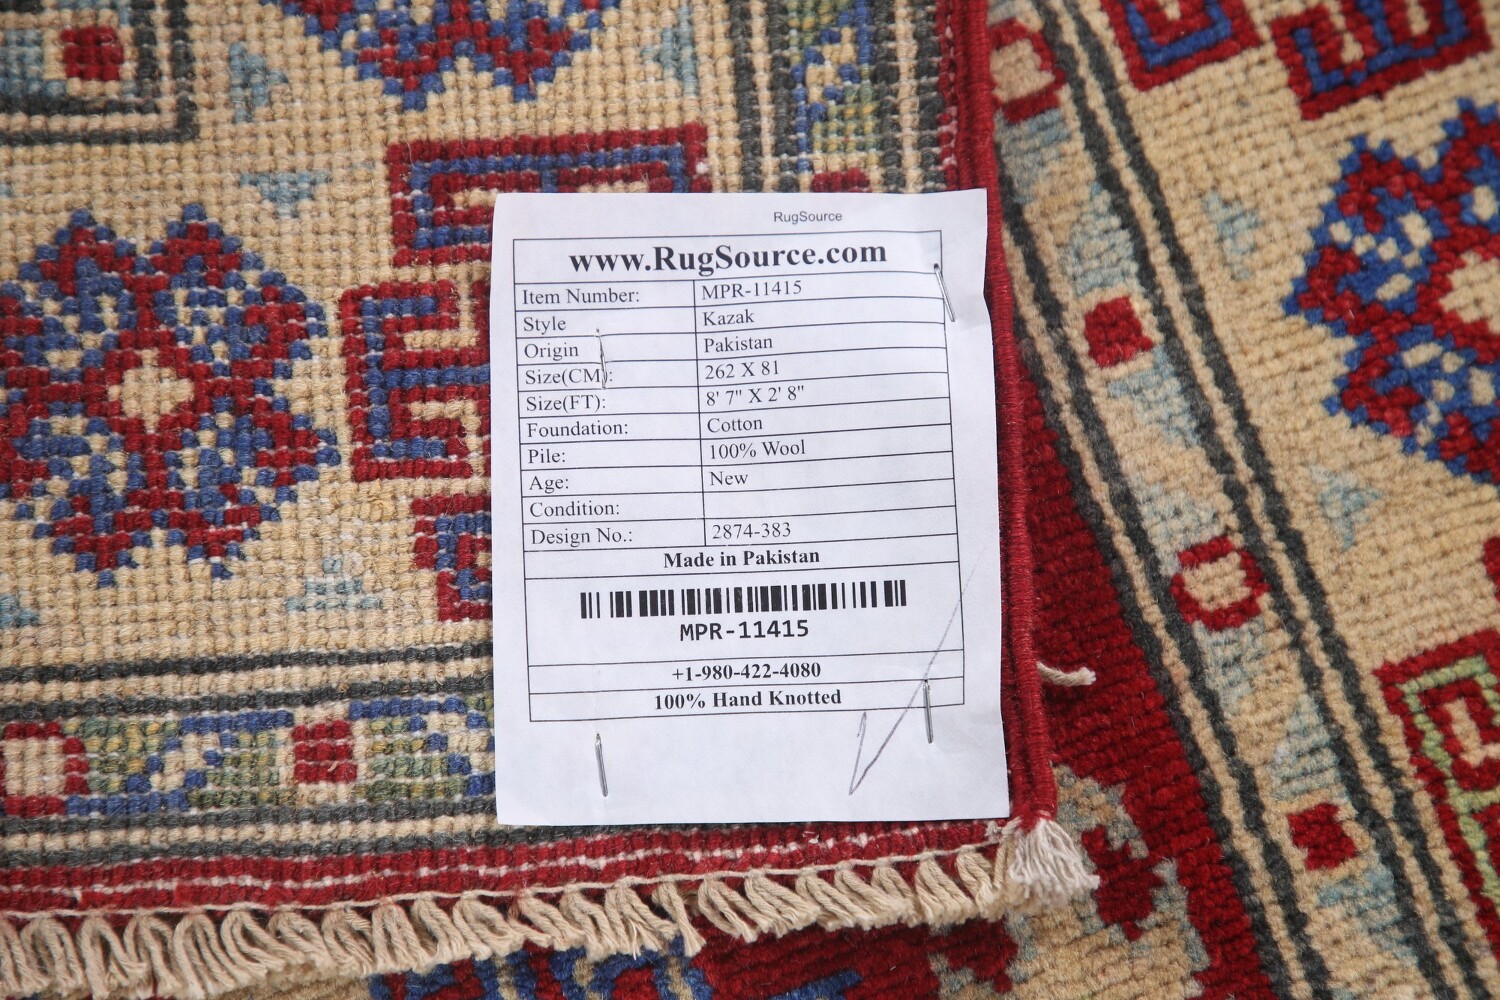 RugSource
www.RugSource.com
Item Number: MPR-11415
Style Kazak
Origin Pakistan
Size(CM): 262 X 81
Size(FT): 8' 7" X 2' 8"
Foundation: Cotton
Pile: 100% Wool
Age: New
Condition:
Design No.: 2874-383
Made in Pakistan
MPR-11415
+1-980-422-4080
100% Hand Knotted